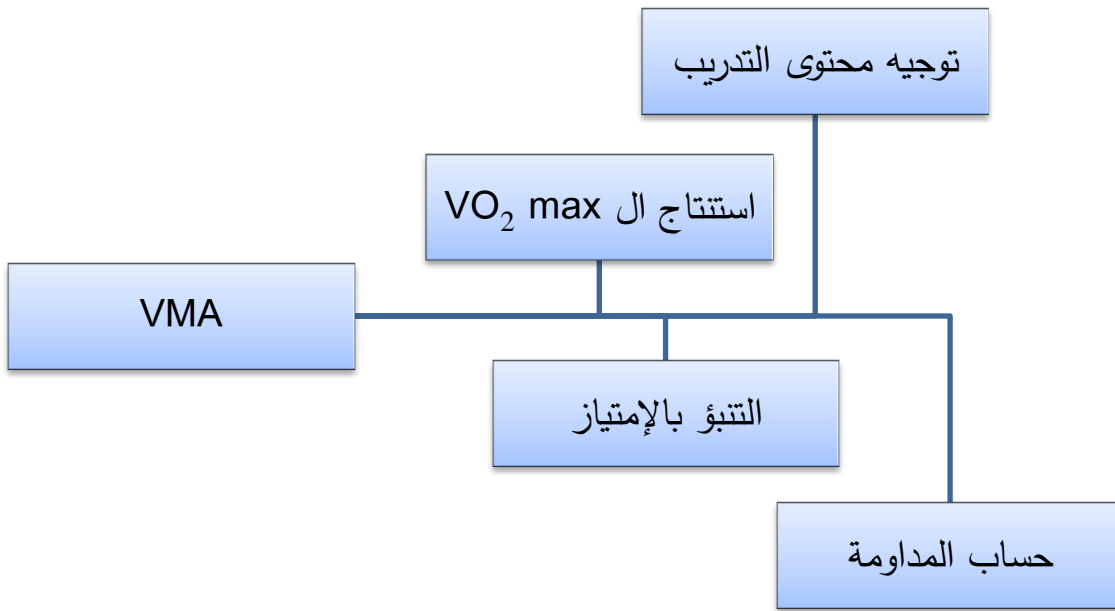 توجيه محتوى التدريب
استنتاج ال VO₂ max
VMA
التنبؤ بالإمتياز
حساب المداومة